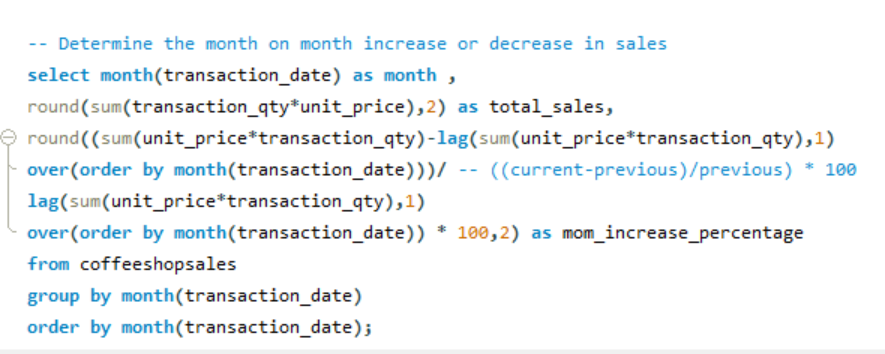 -- Determine the month on month increase or decrease in sales
select month(transaction_date) as month ,
round(sum(transaction_qty*unit_price),2) as total_sales,
round((sum(unit_price*transaction_qty)-lag(sum(unit_price*transaction_qty),1)
over(order by month(transaction_date)))/ -- ((current-previous)/previous) * 100
lag(sum(unit_price*transaction_qty),1)
over(order by month(transaction_date)) * 100,2) as mom_increase_percentage
from coffeeshopsales
group by month(transaction_date)
order by month(transaction_date);